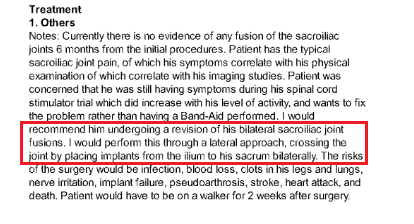 Treatment
1. Others
Notes: Currently there is no evidence of any fusion of the sacroiliac
joints 6 months from the initial procedures. Patient has the typical
sacroiliac joint pain, of which his symptoms correlate with his physical
examination of which correlate with his imaging studies. Patient was
concerned that he was still having symptoms during his spinal cord
stimulator trial which did increase with his level of activity, and wants to fix
the problem rather than having a Band-Aid performed. I would
recommend him undergoing a revision of his bilateral sacroiliac joint
fusions. I would perform this through a lateral approach, crossing the
joint by placing implants from the ilium to his sacrum bilaterally. The risks
of the surgery would be infection, blood loss, clots in his legs and lungs,
nerve irritation, implant failure, pseudoarthrosis, stroke, heart attack, and
death. Patient would have to be on a walker for 2 weeks after surgery.